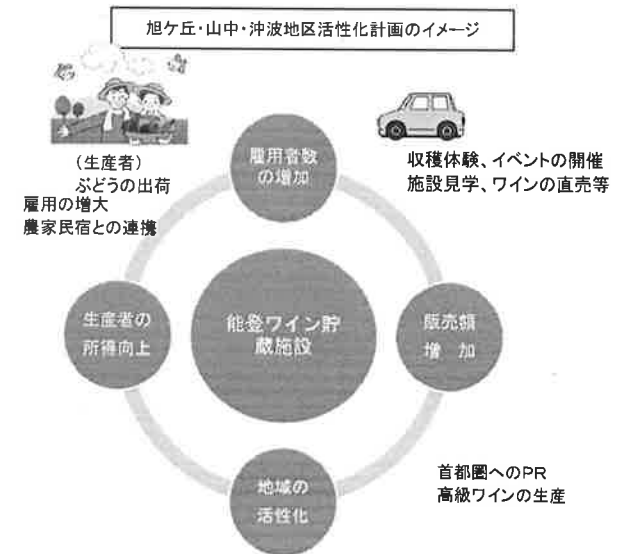 旭ケ丘・山中・沖波地区活性化計画のイメージ
(生産者)
ぶどうの出荷
雇用の増大
農家民宿との連携
雇用者数
の増加
収穫体験、イベントの開催
施設見学、ワインの直売等
生産者の
所得向上
能登ワイン貯
蔵施設
販売額
増 加
地域の
活性化
首都圏へのPR
高級ワインの生産